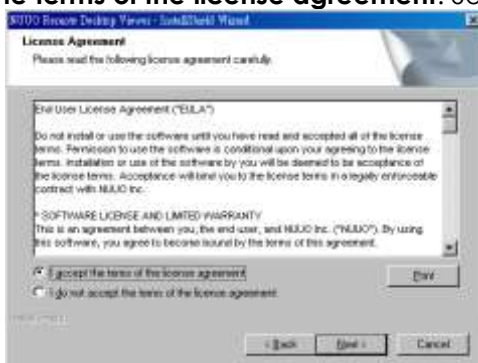 e terms of the license agreement. Se
NUUO Remote Desktop Viewer - InstallShield Wizard
License Agreement
Please read the following license agreement carefully.
End User License Agreement ("EULA")
Do not install or use the software until you have read and accepted all of the license
terms. Permission to use the software is conditional upon your agreeing to the license
terms. Installation or use of the software by you will be deemed to be acceptance of
the license terms. Acceptance will bind you to the license terms in a legally enforceable
contract with NUUO Inc.
* SOFTWARE LICENSE AND LIMITED WARRANTY
This is an agreement between you, the end user, and NUUO Inc. ("NUUO"). By using
this software, you agree to become bound by the terms of this agreement.
I accept the terms of the license agreement
Print
I do not accept the terms of the license agreement
InstallShield
< Back
Next >
Cancel